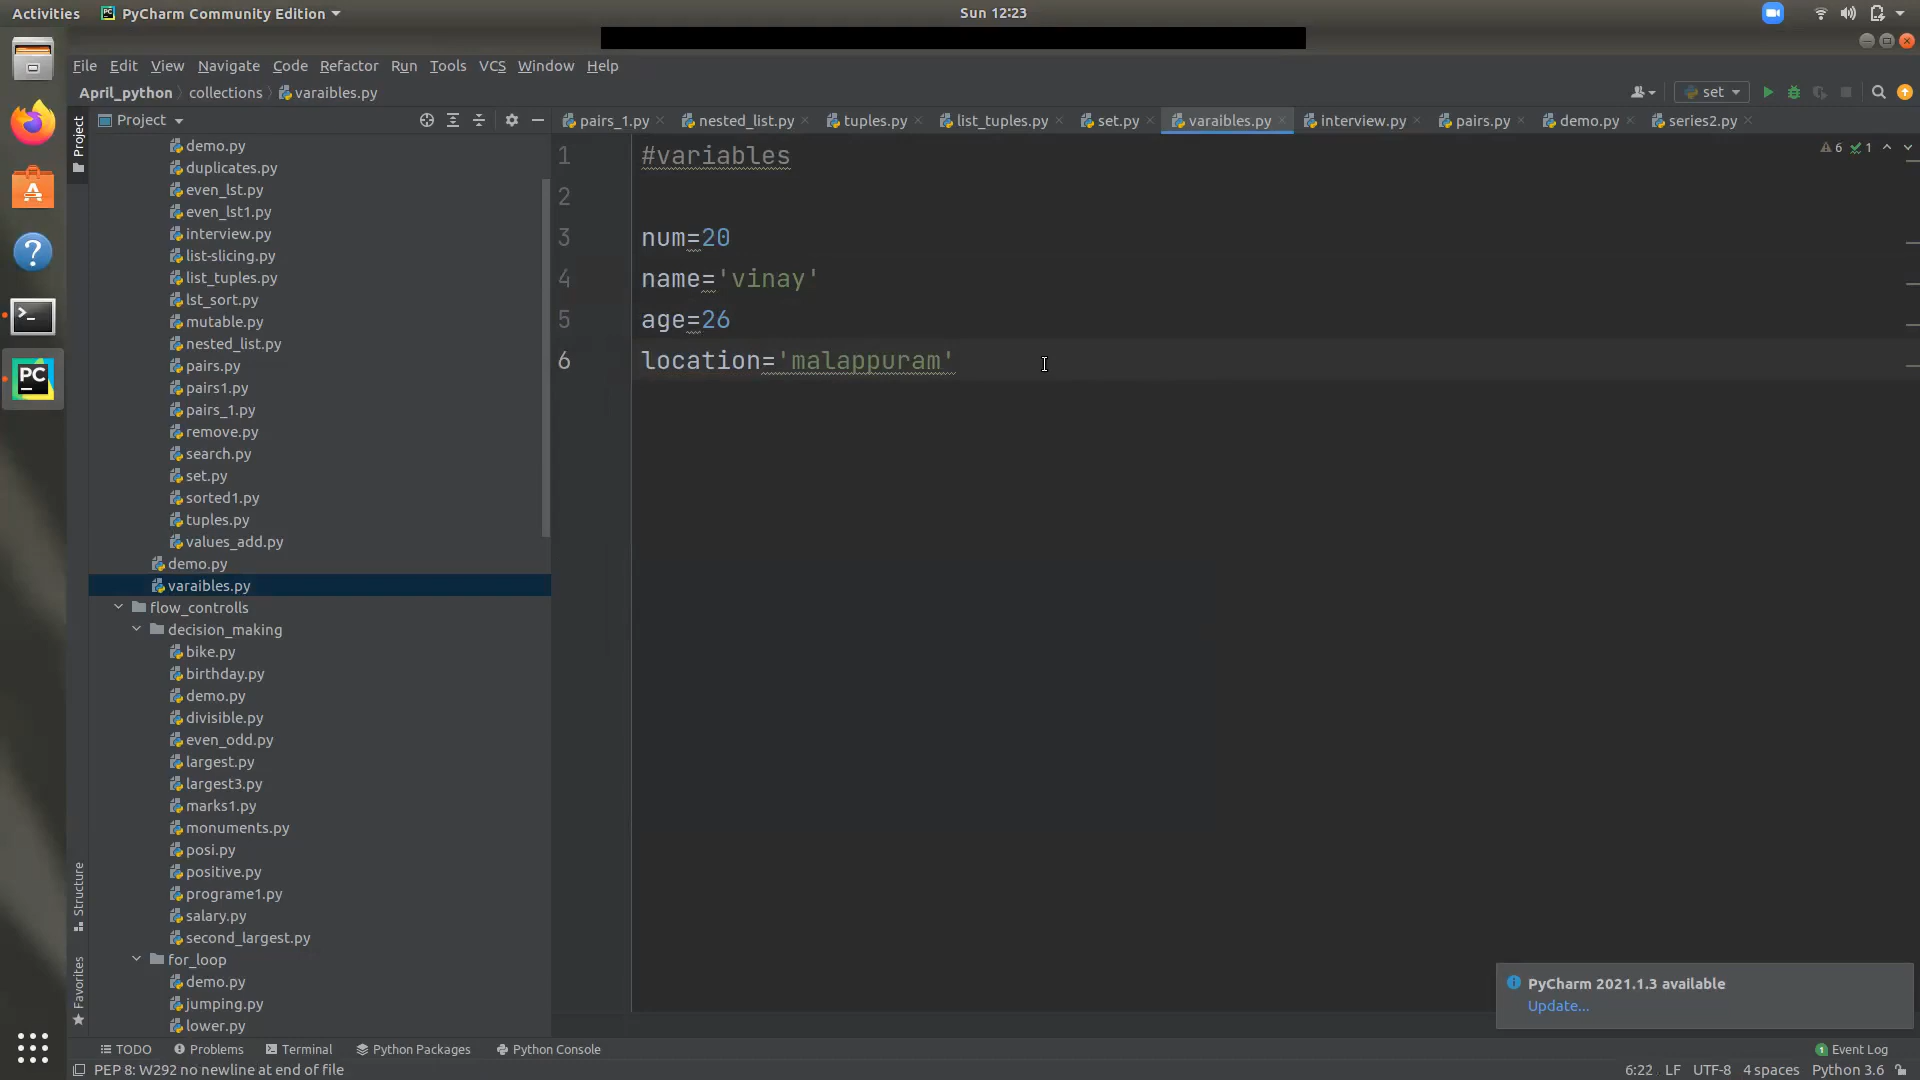 Activities PyCharm Community Edition Sun 12:23
File Edit View Navigate Code Refactor Run Tools VCS Window Help
April_python collections varaibles.py set
Project pairs_1.py nested_list.py tuples.py list_tuples.py set.py varaibles.py interview.py pairs.py demo.py series2.py
Project
demo.py
duplicates.py
even_lst.py
even_lst1.py
interview.py
list-slicing.py
list_tuples.py
lst_sort.py
mutable.py
nested_list.py
pairs.py
pairs1.py
pairs_1.py
remove.py
search.py
set.py
sorted1.py
tuples.py
values_add.py
demo.py
varaibles.py
flow_controlls
decision_making
bike.py
birthday.py
demo.py
divisible.py
even_odd.py
largest.py
largest3.py
marks1.py
monuments.py
posi.py
positive.py
programe1.py
salary.py
second_largest.py
for_loop
demo.py
jumping.py
lower.py
Structure
Favorites
1 #variables
2
3 num=20
4 name='vinay'
5 age=26
6 location='malappuram'
6 1
PyCharm 2021.1.3 available
Update...
TODO Problems Terminal Python Packages Python Console 1 Event Log
PEP 8: W292 no newline at end of file 6:22 LF UTF-8 4 spaces Python 3.6